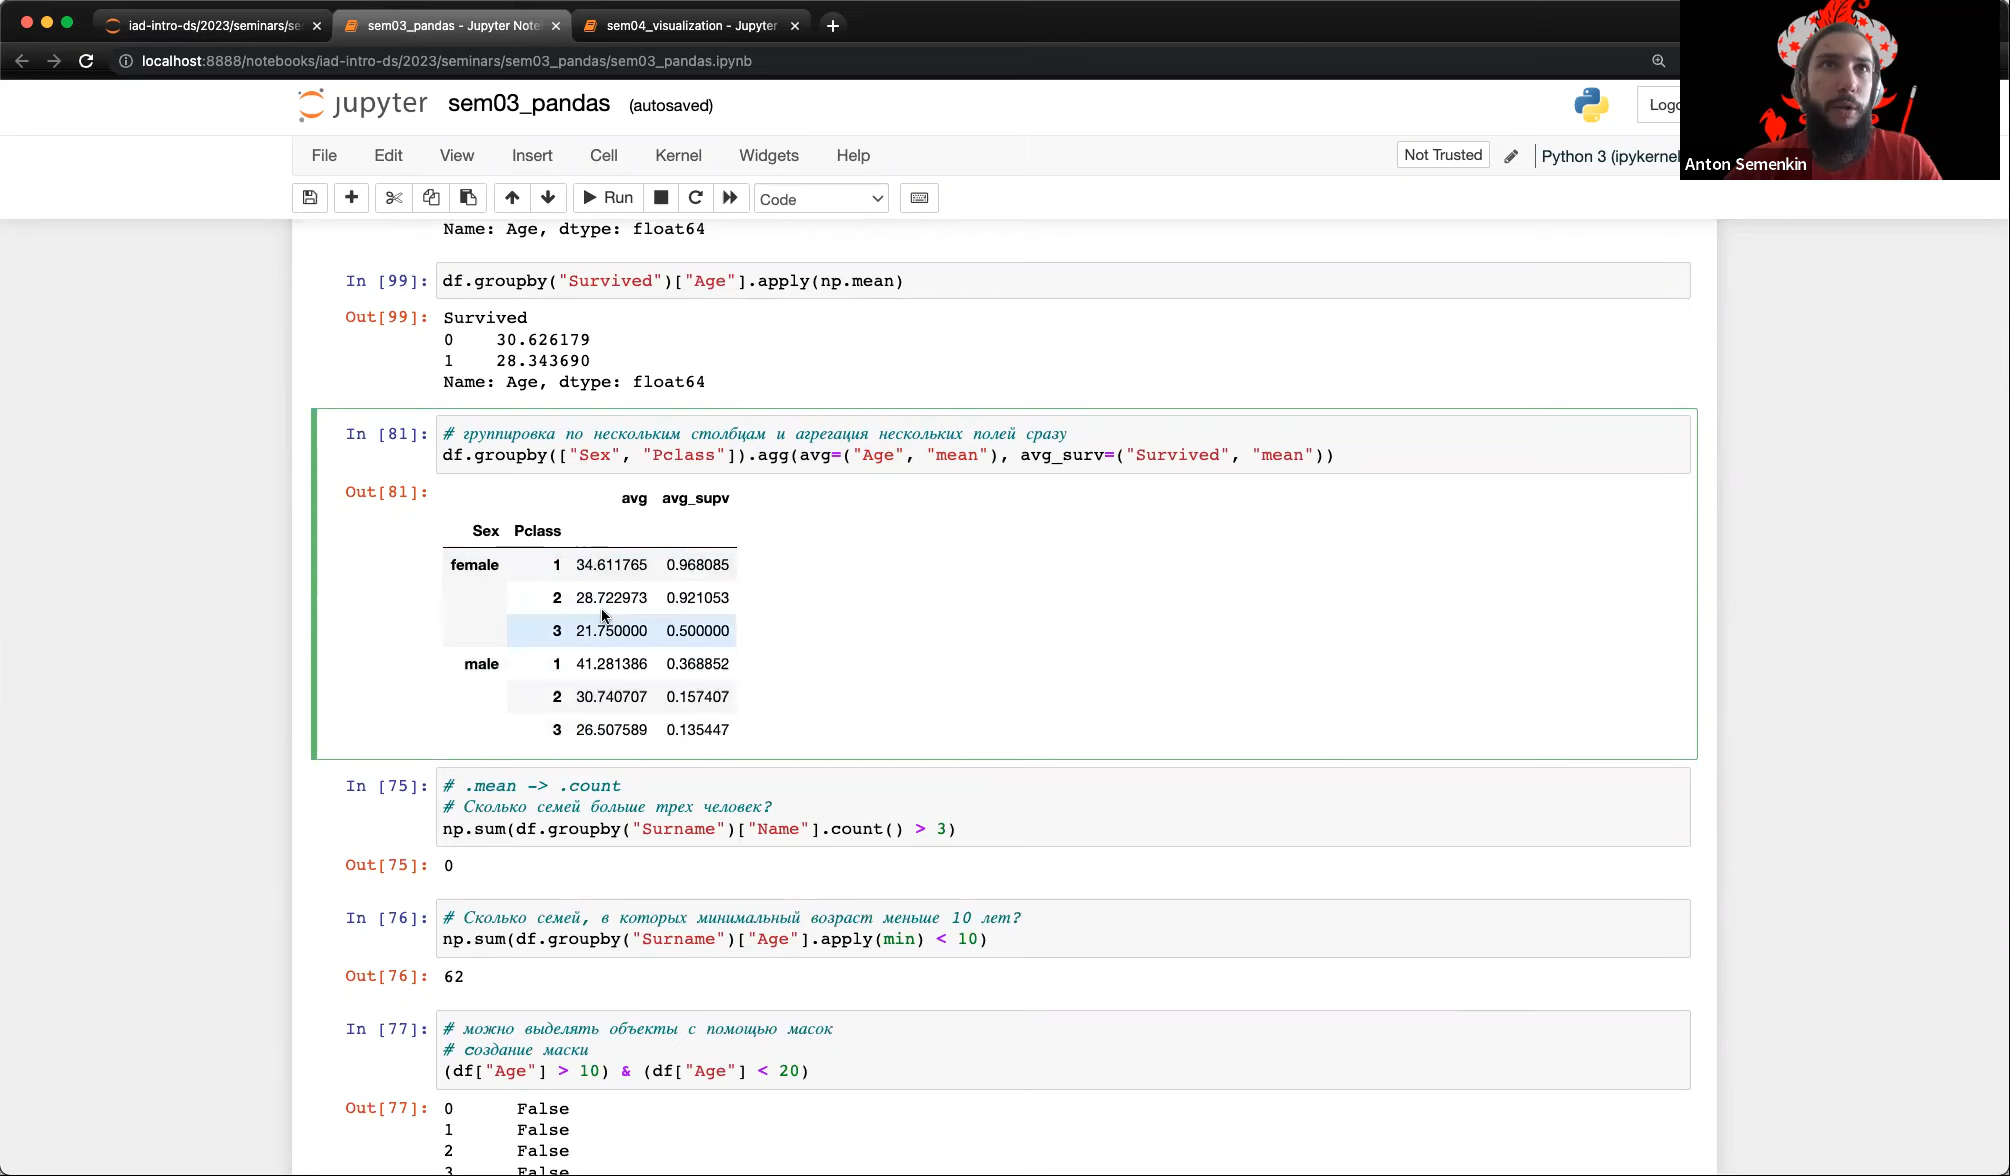 iad-intro-ds/2023/seminars/se
sem03_pandas - Jupyter Note
sem04_visualization - Jupyter
localhost:8888/notebooks/iad-intro-ds/2023/seminars/sem03_pandas/sem03_pandas.ipynb
jupyter sem03_pandas (autosaved)
Logo
File Edit View Insert Cell Kernel Widgets Help
Not Trusted
Python 3 (ipykernel
Anton Semenkin
Run
Code
Name: Age, dtype: float64
In [99]: df.groupby("Survived")["Age"].apply(np.mean)
Out[99]: Survived
0 30.626179
1 28.343690
Name: Age, dtype: float64
In [81]: # группировка по нескольким столбцам и агрегация нескольких полей сразу
df.groupby(["Sex", "Pclass"]).agg(avg=("Age", "mean"), avg_surv=("Survived", "mean"))
Out[81]:
avg avg_supv
Sex Pclass
female 1 34.611765 0.968085
2 28.722973 0.921053
3 21.750000 0.500000
male 1 41.281386 0.368852
2 30.740707 0.157407
3 26.507589 0.135447
In [75]: # .mean -> .count
# Сколько семей больше трех человек?
np.sum(df.groupby("Surname")["Name"].count() > 3)
Out[75]: 0
In [76]: # Сколько семей, в которых минимальный возраст меньше 10 лет?
np.sum(df.groupby("Surname")["Age"].apply(min) < 10)
Out[76]: 62
In [77]: # можно выделять объекты с помощью масок
# создание маски
(df["Age"] > 10) & (df["Age"] < 20)
Out[77]: 0 False
1 False
2 False
3 False